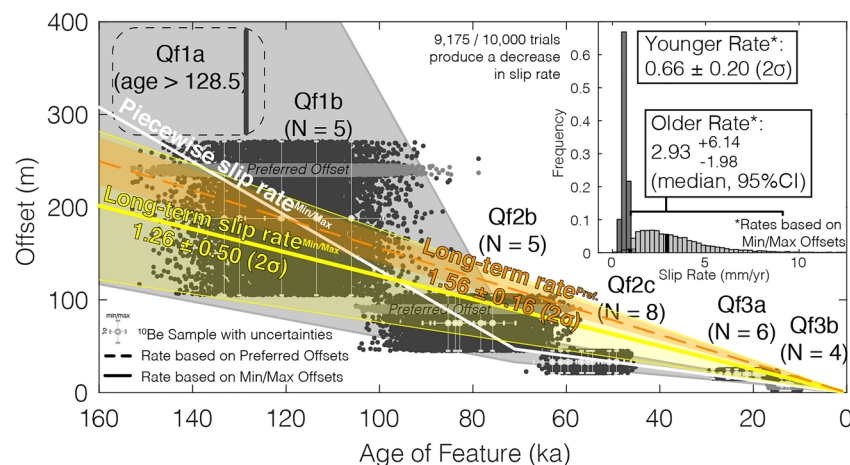 400
300
200
100
0
Offset (m)
160
140
120
100
80
60
40
20
0
Age of Feature (ka)
Qf1a
(age > 128.5)
Qf1b
(N = 5)
9,175 / 10,000 trials
produce a decrease
in slip rate
Piecewise slip rate Min/Max
Preferred Offset
Long-term slip rate Min/Max
1.26 ± 0.50 (2σ)
Long-term rate Pref.
1.56 ± 0.16 (2σ)
Preferred Offset
Qf2b
(N = 5)
Qf2c
(N = 8)
Qf3a
(N = 6)
Qf3b
(N = 4)
min/max
1σ
10Be Sample with uncertainties
Rate based on Preferred Offsets
Rate based on Min/Max Offsets
Frequency
0.6
0.5
0.4
0.3
0.2
0.1
0
0
5
10
Slip Rate (mm/yr)
Younger Rate*:
0.66 ± 0.20 (2σ)
Older Rate*:
2.93 +6.14
-1.98
(median, 95%CI)
*Rates based on
Min/Max Offsets